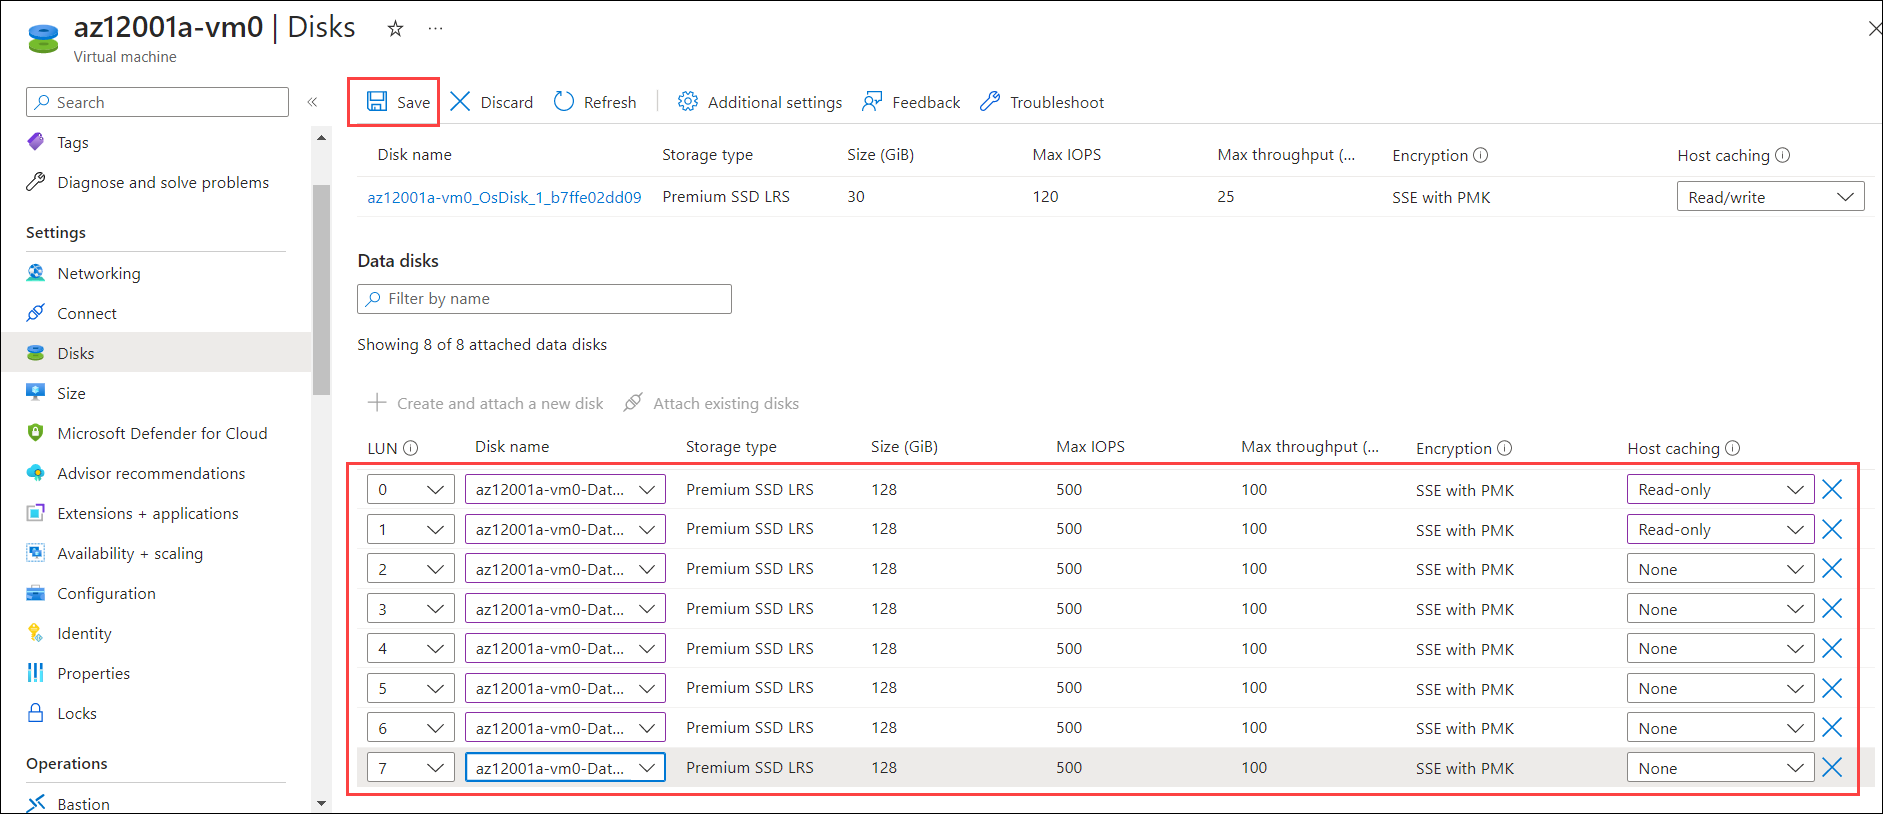 az12001a-vm0 | Disks
Virtual machine
Search
Tags
Diagnose and solve problems
Settings
Networking
Connect
Disks
Size
Microsoft Defender for Cloud
Advisor recommendations
Extensions + applications
Availability + scaling
Configuration
Identity
Properties
Locks
Operations
Bastion
Save Discard Refresh Additional settings Feedback Troubleshoot
Disk name Storage type Size (GiB) Max IOPS Max throughput (... Encryption Host caching
az12001a-vm0_OsDisk_1_b7ffe02dd09 Premium SSD LRS 30 120 25 SSE with PMK Read/write
Data disks
Filter by name
Showing 8 of 8 attached data disks
Create and attach a new disk Attach existing disks
LUN Disk name Storage type Size (GiB) Max IOPS Max throughput (... Encryption Host caching
0 az12001a-vm0-Dat... Premium SSD LRS 128 500 100 SSE with PMK Read-only
1 az12001a-vm0-Dat... Premium SSD LRS 128 500 100 SSE with PMK Read-only
2 az12001a-vm0-Dat... Premium SSD LRS 128 500 100 SSE with PMK None
3 az12001a-vm0-Dat... Premium SSD LRS 128 500 100 SSE with PMK None
4 az12001a-vm0-Dat... Premium SSD LRS 128 500 100 SSE with PMK None
5 az12001a-vm0-Dat... Premium SSD LRS 128 500 100 SSE with PMK None
6 az12001a-vm0-Dat... Premium SSD LRS 128 500 100 SSE with PMK None
7 az12001a-vm0-Dat... Premium SSD LRS 128 500 100 SSE with PMK None